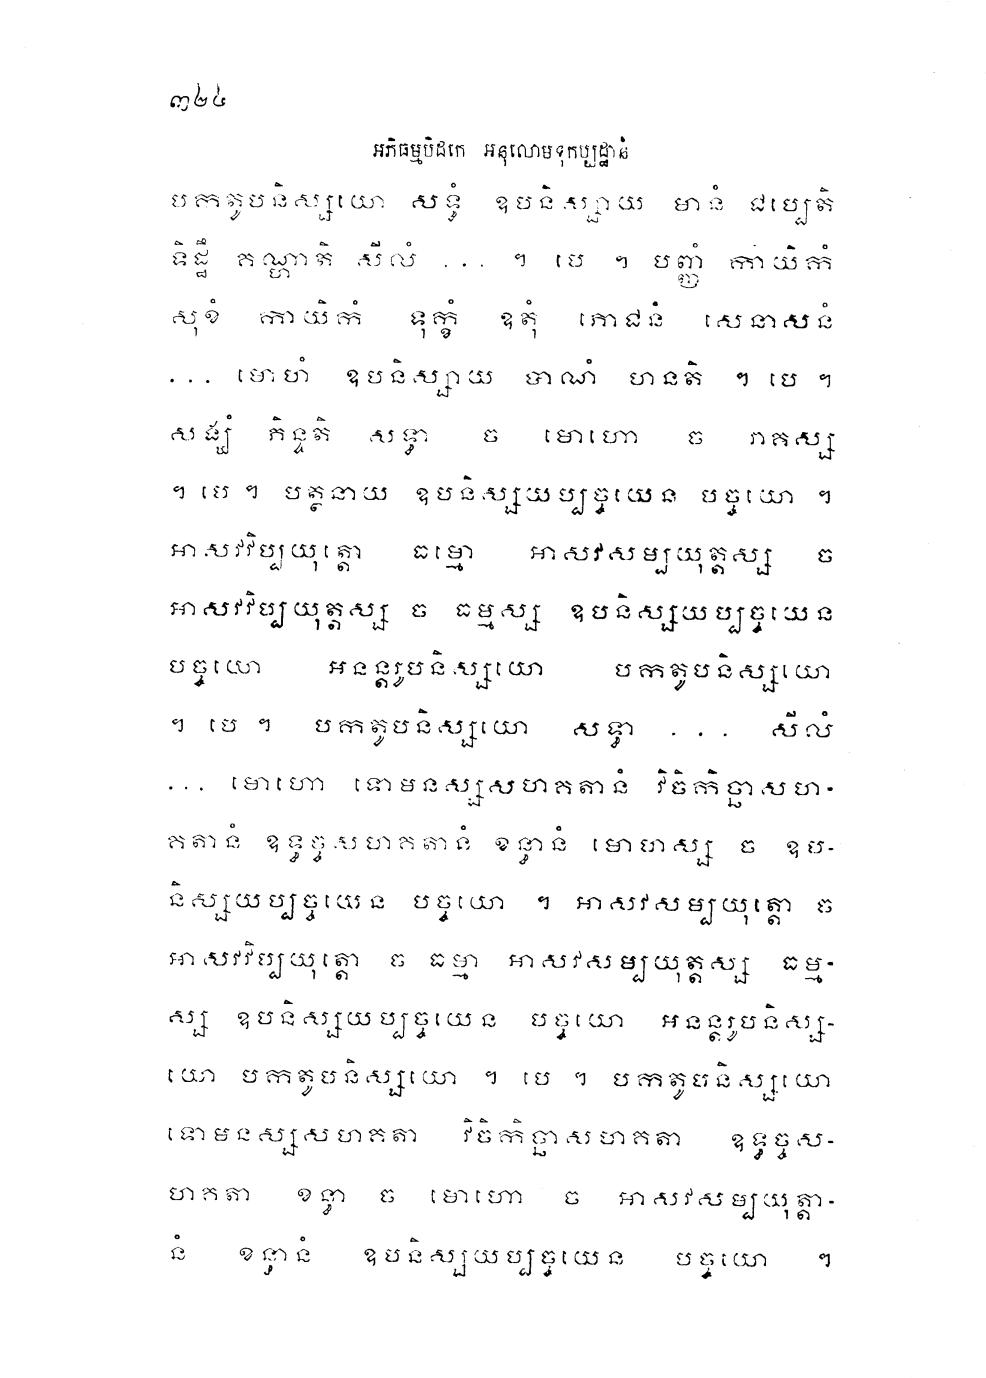 ៣២៤
អភិធម្មបិដកេ អនុលោមទុកប្បដ្ឋានំ
បកតូបនិស្សយោ សទ្ធំ ឧបនិស្សាយ មានំ ជប្បេតិ
ទិដ្ឋឹ គណ្ហាតិ សីលំ ... ។ បេ ។ បញ្ញំ កាយិកំ
សុខំ កាយិកំ ទុក្ខំ ឧតុំ ភោជនំ សេនាសនំ
... មោហំ ឧបនិស្សាយ បាណំ ហនតិ ។ បេ ។
សង្ឃំ ភិន្ទតិ សទ្ធា ច មោហោ ច រាគស្ស
។ បេ ។ បត្ថនាយ ឧបនិស្សយប្បច្ចយេន បច្ចយោ ។
អាសវវិប្បយុត្តោ ធម្មោ អាសវសម្បយុត្តស្ស ច
អាសវវិប្បយុត្តស្ស ច ធម្មស្ស ឧបនិស្សយប្បច្ចយេន
បច្ចយោ អនន្តរូបនិស្សយោ បកតូបនិស្សយោ
។ បេ ។ បកតូបនិស្សយោ សទ្ធា ... សីលំ
... មោហោ ទោមនស្សសហគតានំ វិចិកិច្ឆាសហ-
គតានំ ឧទ្ធច្ចសហគតានំ ខន្ធានំ មោហស្ស ច ឧប-
និស្សយប្បច្ចយេន បច្ចយោ ។ អាសវសម្បយុត្តោ ច
អាសវវិប្បយុត្តោ ច ធម្មា អាសវសម្បយុត្តស្ស ធម្ម-
ស្ស ឧបនិស្សយប្បច្ចយេន បច្ចយោ អនន្តរូបនិស្ស-
យោ បកតូបនិស្សយោ ។ បេ ។ បកតូបនិស្សយោ
ទោមនស្សសហគតា វិចិកិច្ឆាសហគតា ឧទ្ធច្ចស-
ហគតា ខន្ធា ច មោហោ ច អាសវសម្បយុត្តា-
នំ ខន្ធានំ ឧបនិស្សយប្បច្ចយេន បច្ចយោ ។